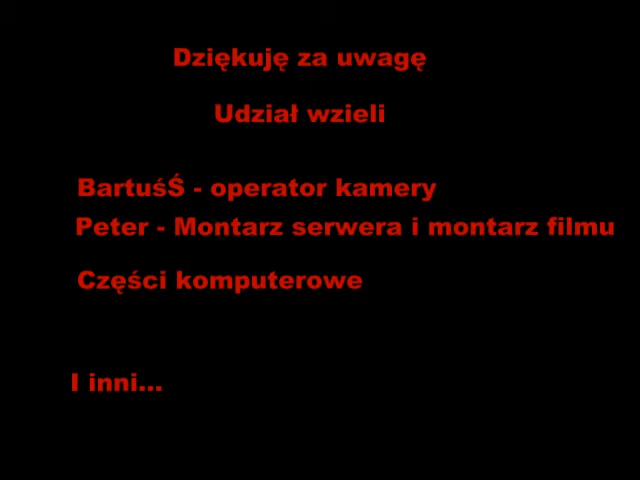 Dziękuję za uwagę
Udział wzieli
BartuśŚ - operator kamery
Peter - Montarz serwera i montarz filmu
Części komputerowe
I inni...